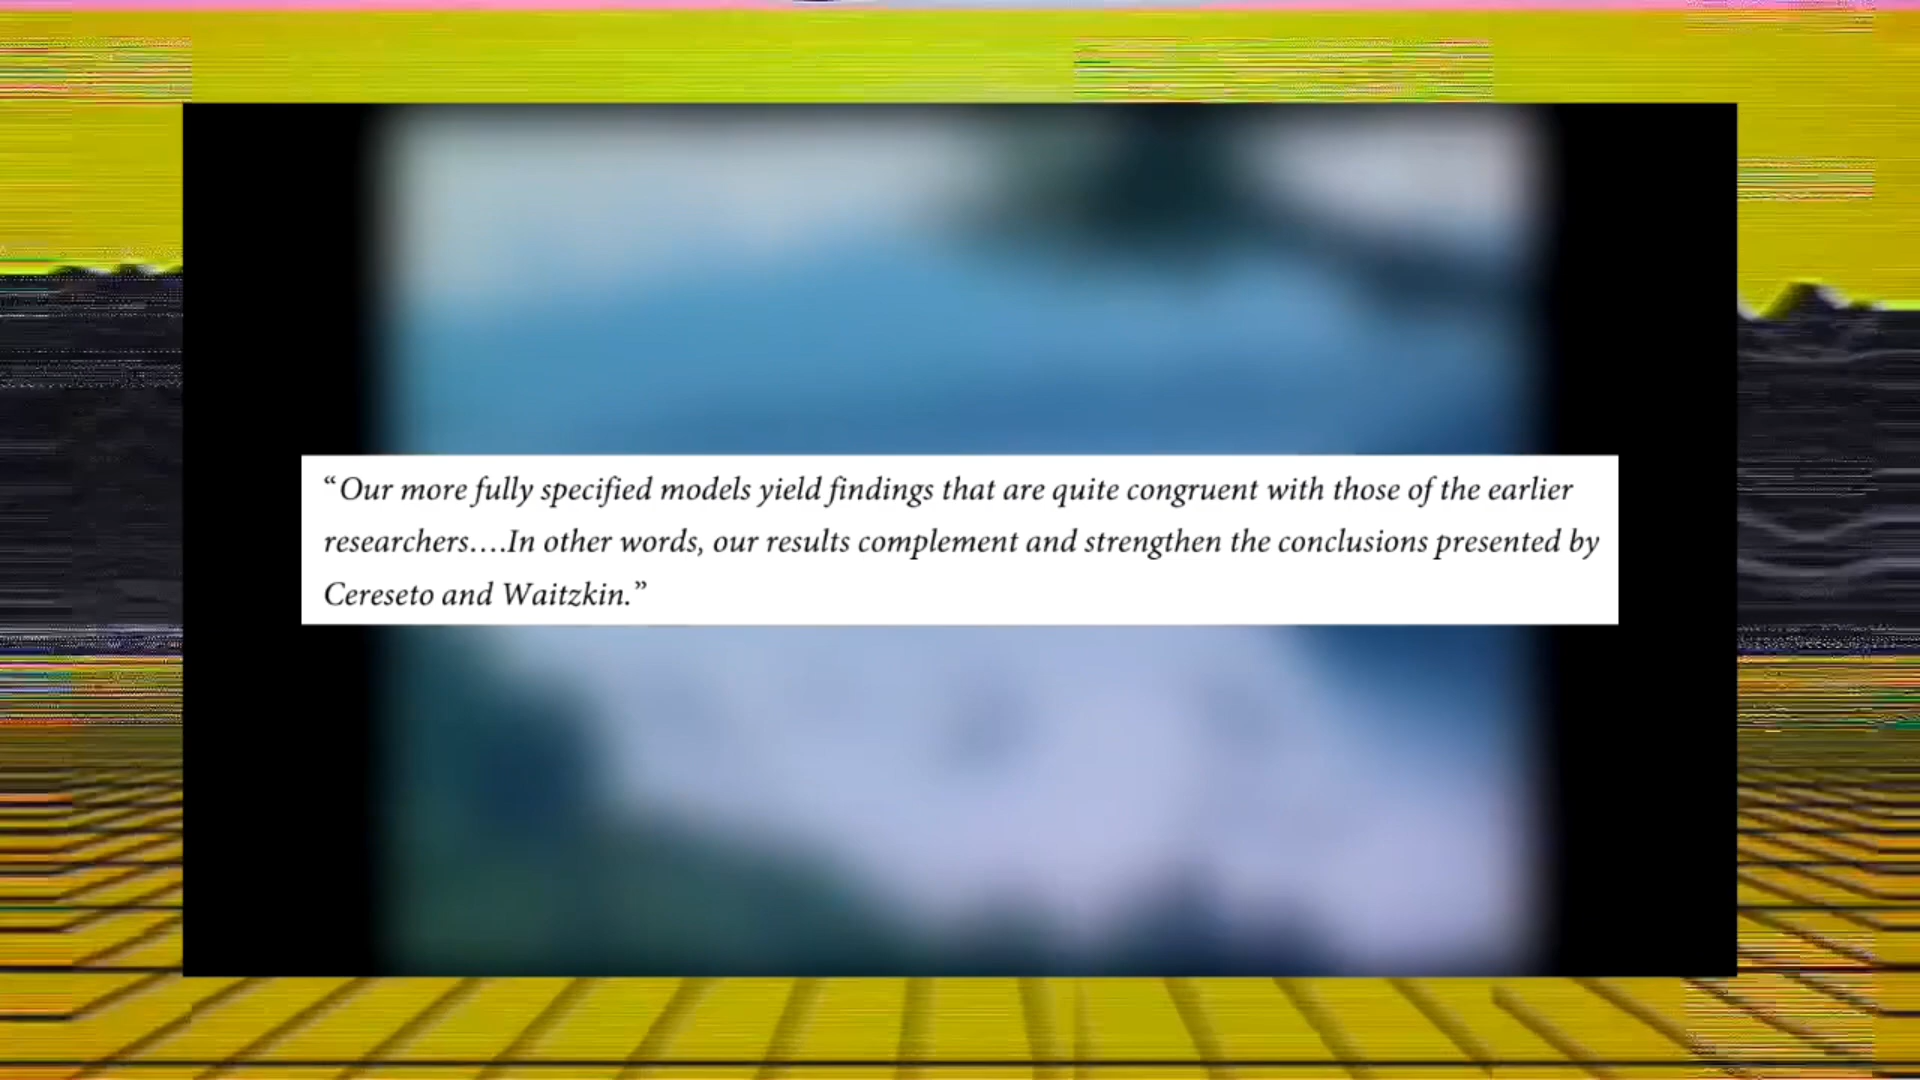 “Our more fully specified models yield findings that are quite congruent with those of the earlier
researchers….In other words, our results complement and strengthen the conclusions presented by
Cereseto and Waitzkin.”